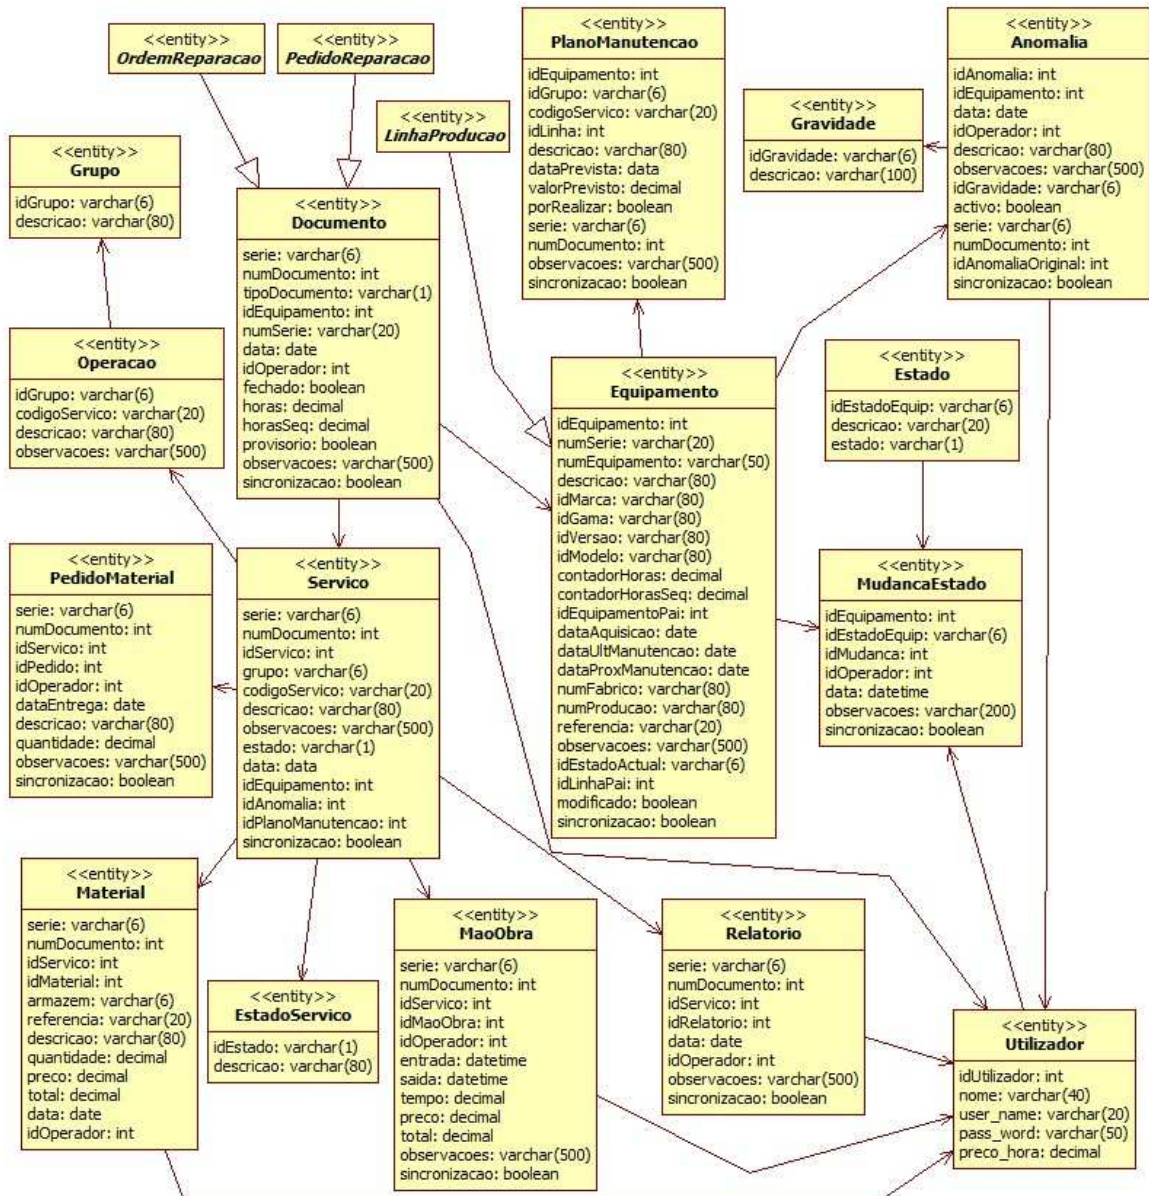 <<entity>>
OrdemReparacao
<<entity>>
PedidoReparacao
<<entity>>
LinhaProducao
<<entity>>
PlanoManutencao
idEquipamento: int
idGrupo: varchar(6)
codigoServico: varchar(20)
idLinha: int
descricao: varchar(80)
dataPrevista: data
valorPrevisto: decimal
porRealizar: boolean
serie: varchar(6)
numDocumento: int
observacoes: varchar(500)
sincronizacao: boolean
<<entity>>
Gravidade
idGravidade: varchar(6)
descricao: varchar(100)
<<entity>>
Anomalia
idAnomalia: int
idEquipamento: int
data: date
idOperador: int
descricao: varchar(80)
observacoes: varchar(500)
idGravidade: varchar(6)
activo: boolean
serie: varchar(6)
numDocumento: int
idAnomaliaOriginal: int
sincronizacao: boolean
<<entity>>
Grupo
idGrupo: varchar(6)
descricao: varchar(80)
<<entity>>
Documento
serie: varchar(6)
numDocumento: int
tipoDocumento: varchar(1)
idEquipamento: int
numSerie: varchar(20)
data: date
idOperador: int
fechado: boolean
horas: decimal
horasSeq: decimal
provisorio: boolean
observacoes: varchar(500)
sincronizacao: boolean
<<entity>>
Operacao
idGrupo: varchar(6)
codigoServico: varchar(20)
descricao: varchar(80)
observacoes: varchar(500)
<<entity>>
Equipamento
idEquipamento: int
numSerie: varchar(20)
numEquipamento: varchar(50)
descricao: varchar(80)
idMarca: varchar(80)
idGama: varchar(80)
idVersao: varchar(80)
idModelo: varchar(80)
contadorHoras: decimal
contadorHorasSeq: decimal
idEquipamentoPai: int
dataAquisicao: date
dataUltManutencao: date
dataProxManutencao: date
numFabrico: varchar(80)
numProducao: varchar(80)
referencia: varchar(20)
observacoes: varchar(500)
idEstadoActual: varchar(6)
idLinhaPai: int
modificado: boolean
sincronizacao: boolean
<<entity>>
Estado
idEstadoEquip: varchar(6)
descricao: varchar(20)
estado: varchar(1)
<<entity>>
MudancaEstado
idEquipamento: int
idEstadoEquip: varchar(6)
idMudanca: int
idOperador: int
data: datetime
observacoes: varchar(200)
sincronizacao: boolean
<<entity>>
PedidoMaterial
serie: varchar(6)
numDocumento: int
idServico: int
idPedido: int
idOperador: int
dataEntrega: date
descricao: varchar(80)
quantidade: decimal
observacoes: varchar(500)
sincronizacao: boolean
<<entity>>
Servico
serie: varchar(6)
numDocumento: int
idServico: int
grupo: varchar(6)
codigoServico: varchar(20)
descricao: varchar(80)
observacoes: varchar(500)
estado: varchar(1)
data: data
idEquipamento: int
idAnomalia: int
idPlanoManutencao: int
sincronizacao: boolean
<<entity>>
Material
serie: varchar(6)
numDocumento: int
idServico: int
idMaterial: int
armazem: varchar(6)
referencia: varchar(20)
descricao: varchar(80)
quantidade: decimal
preco: decimal
total: decimal
data: date
idOperador: int
<<entity>>
EstadoServico
idEstado: varchar(1)
descricao: varchar(80)
<<entity>>
MaoObra
serie: varchar(6)
numDocumento: int
idServico: int
idMaoObra: int
idOperador: int
entrada: datetime
saida: datetime
tempo: decimal
preco: decimal
total: decimal
observacoes: varchar(500)
sincronizacao: boolean
<<entity>>
Relatorio
serie: varchar(6)
numDocumento: int
idServico: int
idRelatorio: int
data: date
idOperador: int
observacoes: varchar(500)
sincronizacao: boolean
<<entity>>
Utilizador
idUtilizador: int
nome: varchar(40)
user_name: varchar(20)
pass_word: varchar(50)
preco_hora: decimal